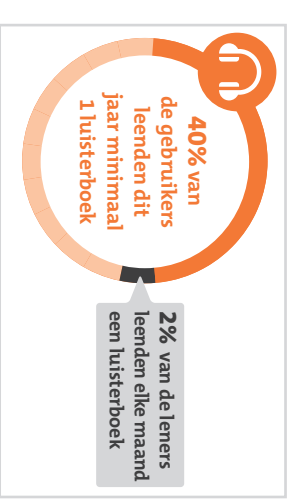 40% van
de gebruikers
leenden dit
jaar minimaal
1 luisterboek
2% van de leners
leenden elke maand
een luisterboek